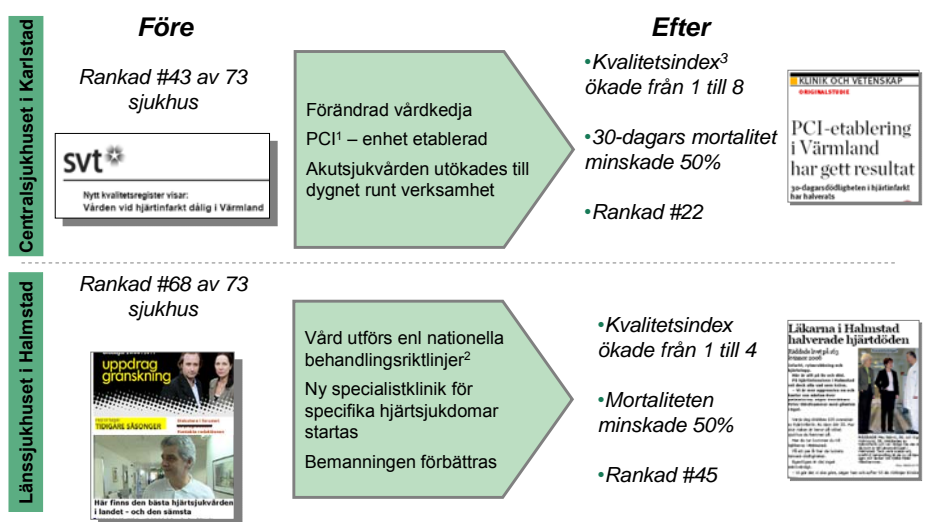 Centralsjukhuset i Karlstad
Före
Rankad #43 av 73
sjukhus
svt
Nytt kvalitetsregister visar:
Vården vid hjärtinfarkt dålig i Värmland
Förändrad vårdkedja
PCI¹ – enhet etablerad
Akutsjukvården utökades till
dygnet runt verksamhet
Efter
•Kvalitetsindex³
ökade från 1 till 8
•30-dagars mortalitet
minskade 50%
•Rankad #22
KLINIK OCH VETENSKAP
ORIGINALSTUDIE
PCI-etablering
i Värmland
har gett resultat
30-dagarsdödligheten i hjärtinfarkt
har halverats
Länssjukhuset i Halmstad
Rankad #68 av 73
sjukhus
uppdrag
granskning
TIDIGARE SÄSONGER
Här finns den bästa hjärtsjukvården
i landet - och den sämsta
Vård utförs enl nationella
behandlingsriktlinjer²
Ny specialistklinik för
specifika hjärtsjukdomar
startas
Bemanningen förbättras
•Kvalitetsindex
ökade från 1 till 4
•Mortaliteten
minskade 50%
•Rankad #45
Läkarna i Halmstad
halverade hjärtdöden